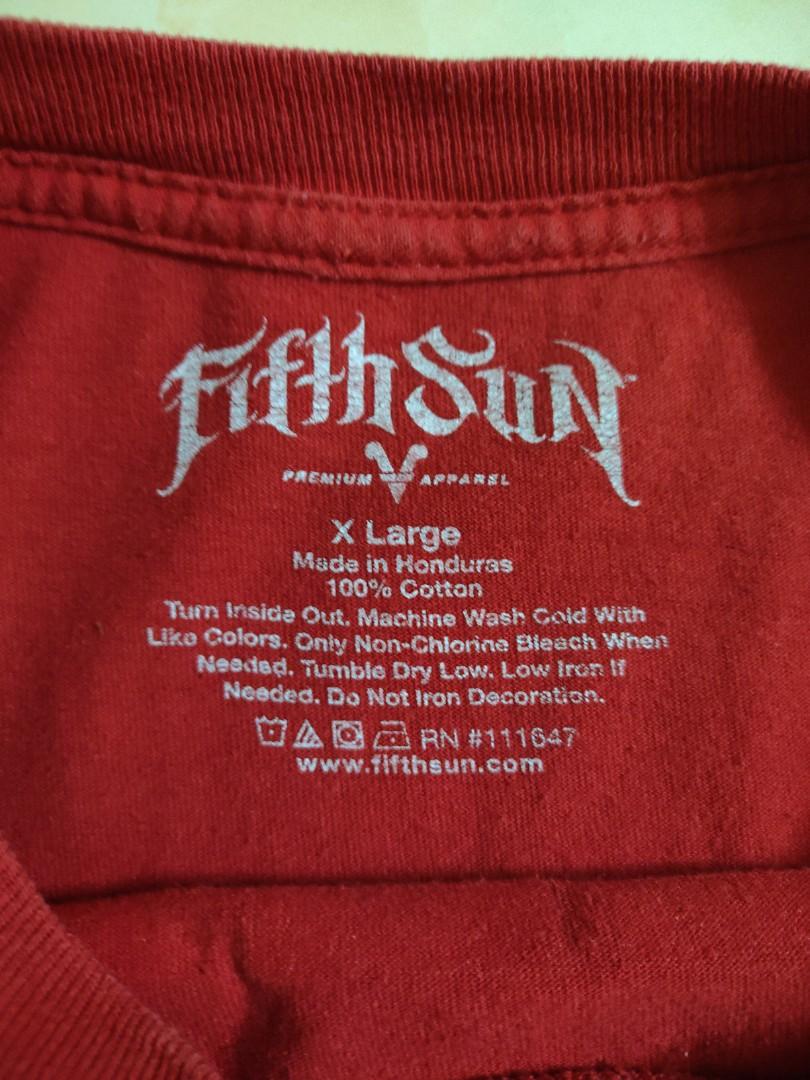 Fifth Sun
PREMIUM APPAREL
X Large
Made in Honduras
100% Cotton
Turn Inside Out. Machine Wash Cold With
Like Colors. Only Non-Chlorine Bleach When
Needed. Tumble Dry Low. Low Iron If
Needed. Do Not Iron Decoration.
RN #111647
www.fifthsun.com